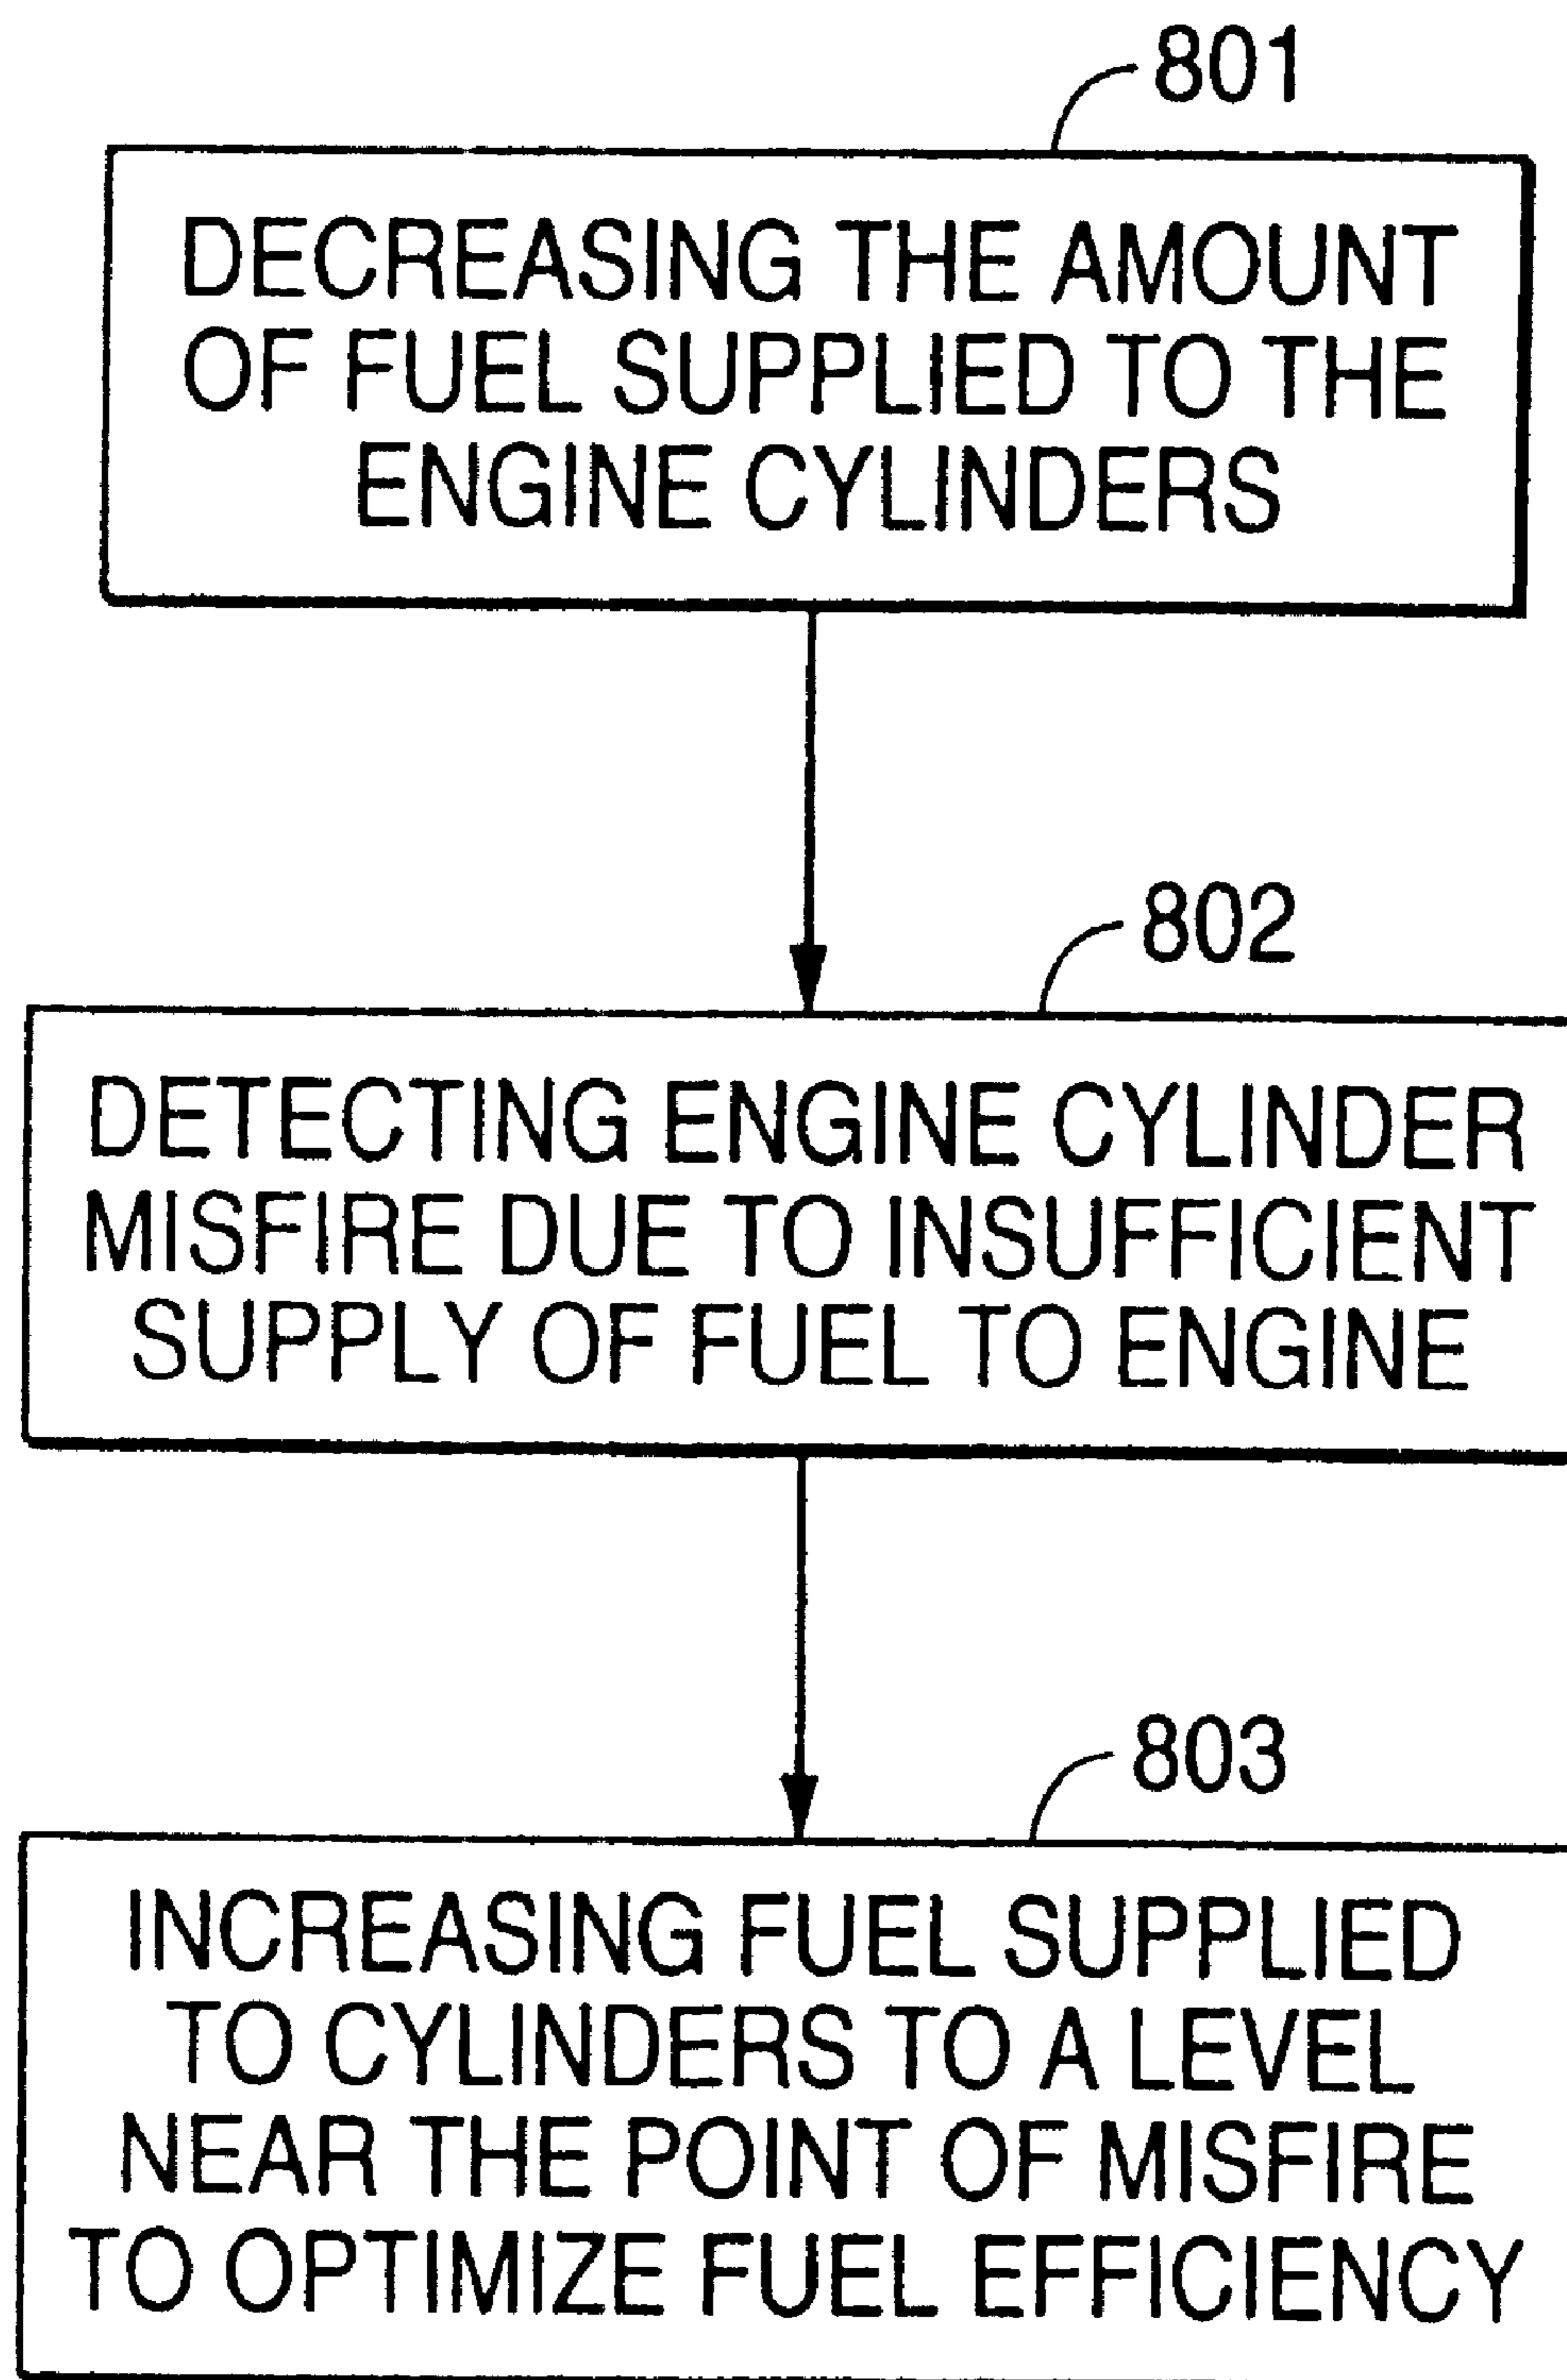 801
DECREASING THE AMOUNT
OF FUEL SUPPLIED TO THE
ENGINE CYLINDERS
802
DETECTING ENGINE CYLINDER
MISFIRE DUE TO INSUFFICIENT
SUPPLY OF FUEL TO ENGINE
803
INCREASING FUEL SUPPLIED
TO CYLINDERS TO A LEVEL
NEAR THE POINT OF MISFIRE
TO OPTIMIZE FUEL EFFICIENCY